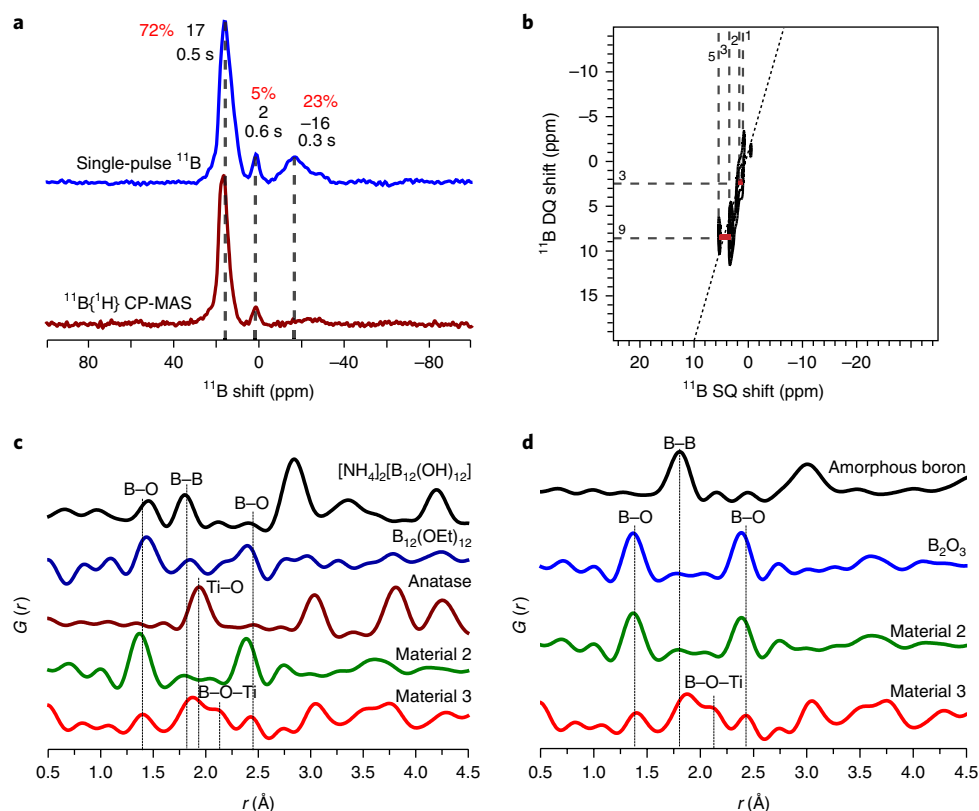 a
72%
17
0.5 s
5%
2
0.6 s
23%
−16
0.3 s
Single-pulse ¹¹B
¹¹B{¹H} CP-MAS
80 40 0 −40 −80
¹¹B shift (ppm)
b
5 3 2 1
−10
−5
0
5
10
15
3
9
¹¹B DQ shift (ppm)
20 10 0 −10 −20
¹¹B SQ shift (ppm)
c
[NH₄]₂[B₁₂(OH)₁₂]
B–O
B–B
B–O
B₁₂(OEt)₁₂
Anatase
Ti–O
Material 2
B–O–Ti
Material 3
G (r)
0.5 1.0 1.5 2.0 2.5 3.0 3.5 4.0 4.5
r (Å)
d
B–B
Amorphous boron
B–O
B–O
B₂O₃
Material 2
B–O–Ti
Material 3
G (r)
0.5 1.0 1.5 2.0 2.5 3.0 3.5 4.0 4.5
r (Å)